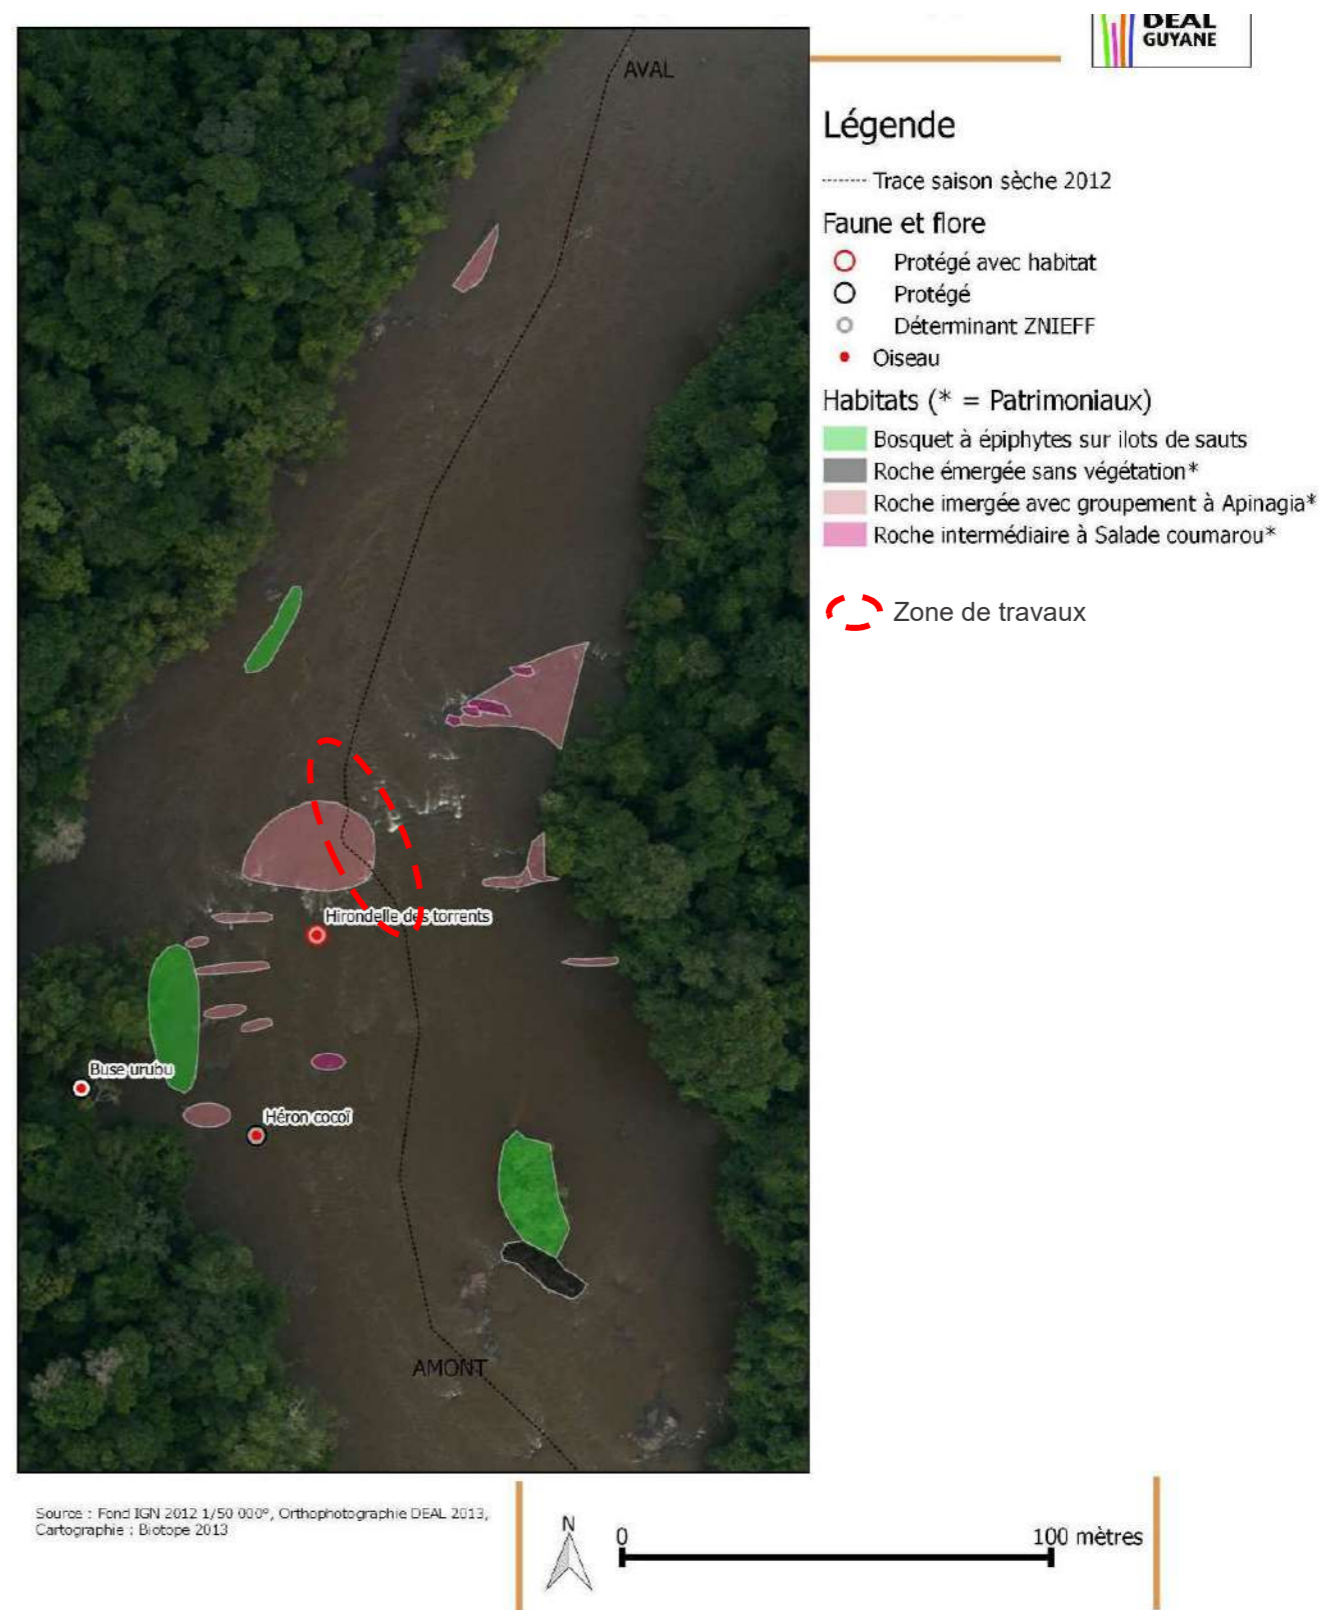 DEAL
GUYANE
AVAL
Légende
Trace saison sèche 2012
Faune et flore
Protégé avec habitat
Protégé
Déterminant ZNIEFF
Oiseau
Habitats (* = Patrimoniaux)
Bosquet à épiphytes sur ilots de sauts
Roche émergée sans végétation*
Roche imergée avec groupement à Apinagia*
Roche intermédiaire à Salade coumarou*
Zone de travaux
Hirondelle des torrents
Buse urubu
Héron cocoï
AMONT
Source : Fond IGN 2012 1/50 000°, Orthophotographie DEAL 2013,
Cartographie : Biotope 2013
N
0
100 mètres